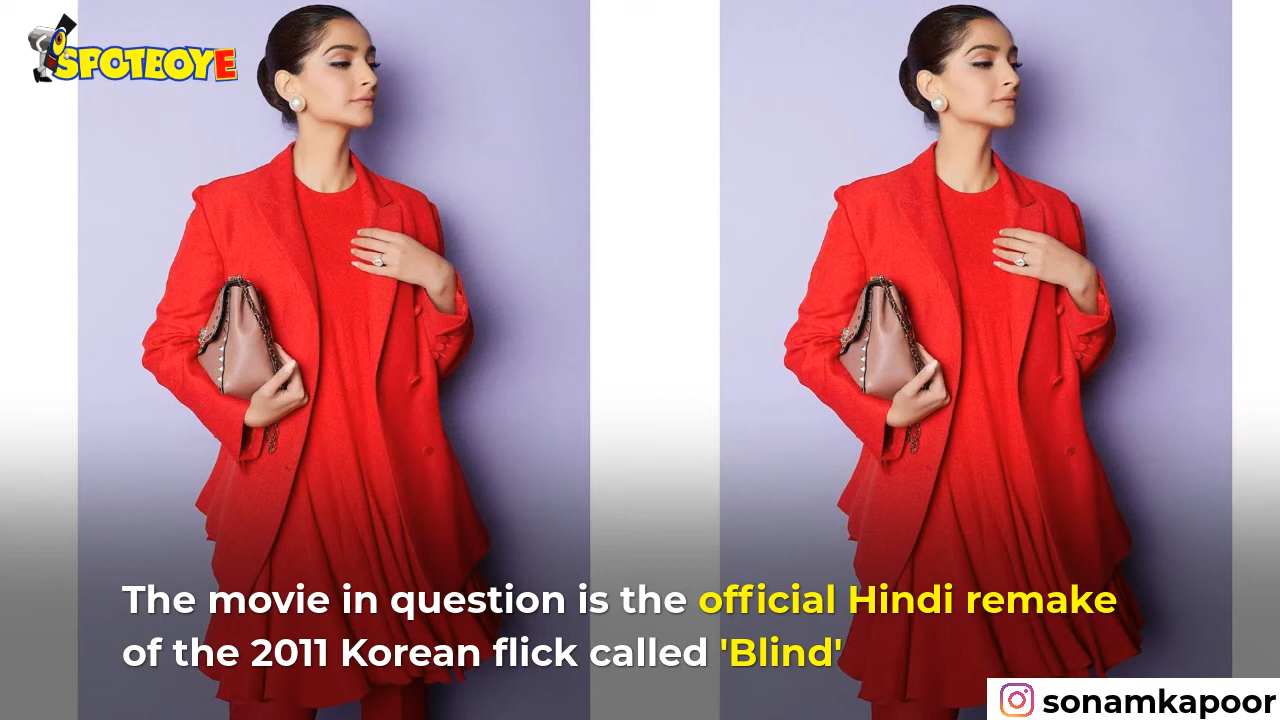 SPOTBOYE
The movie in question is the official Hindi remake
of the 2011 Korean flick called 'Blind'
sonamkapoor